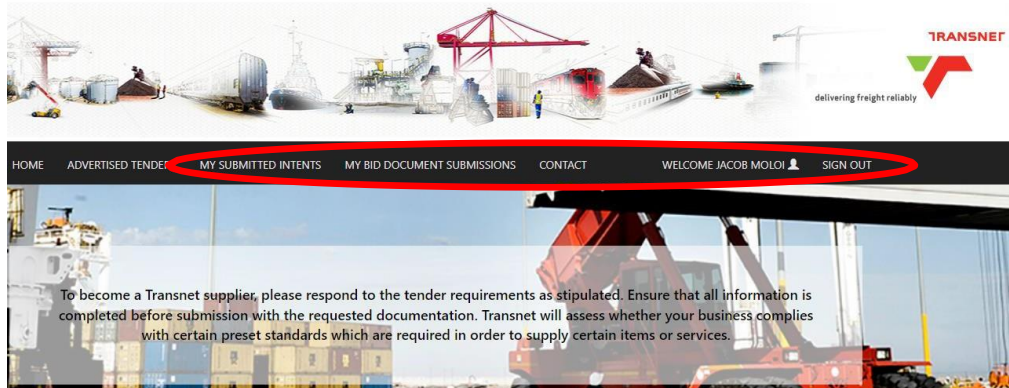 TRANSNET
delivering freight reliably
HOME ADVERTISED TENDER MY SUBMITTED INTENTS MY BID DOCUMENT SUBMISSIONS CONTACT WELCOME JACOB MOLOI SIGN OUT
To become a Transnet supplier, please respond to the tender requirements as stipulated. Ensure that all information is
completed before submission with the requested documentation. Transnet will assess whether your business complies
with certain preset standards which are required in order to supply certain items or services.